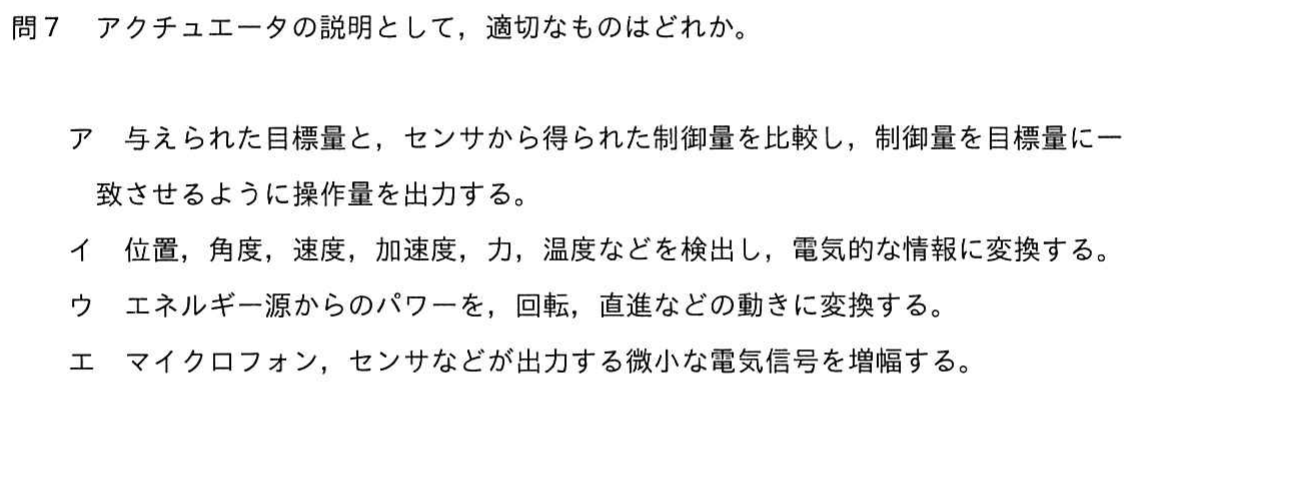 問7 アクチュエータの説明として，適切なものはどれか。
ア 与えられた目標量と，センサから得られた制御量を比較し，制御量を目標量に一
致させるように操作量を出力する。
イ 位置，角度，速度，加速度，力，温度などを検出し，電気的な情報に変換する。
ウ エネルギー源からのパワーを，回転，直進などの動きに変換する。
エ マイクロフォン，センサなどが出力する微小な電気信号を増幅する。